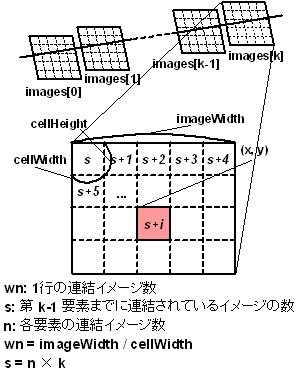 images[0]
images[1]
images[k-1]
images[k]
cellHeight
imageWidth
cellWidth
(x, y)
s
s+1
s+2
s+3
s+4
s+5
...
s+i
wn: 1行の連結イメージ数
s: 第 k-1 要素までに連結されているイメージの数
n: 各要素の連結イメージ数
wn = imageWidth / cellWidth
s = n × k